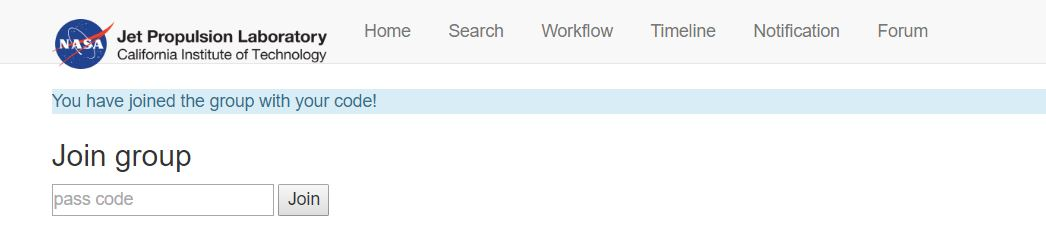 NASA
Jet Propulsion Laboratory
California Institute of Technology
Home Search Workflow Timeline Notification Forum
You have joined the group with your code!
Join group
pass code Join